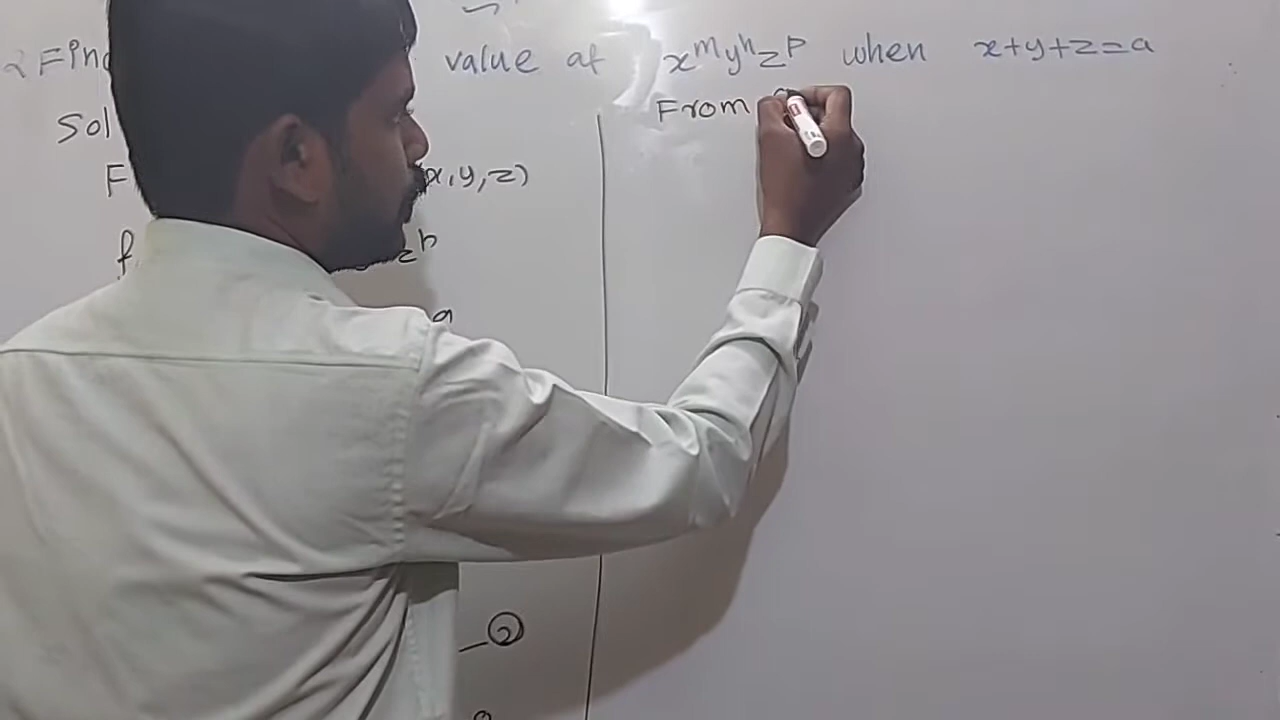 2 Find value at x^m y^n z^p when x+y+z=a
Sol
F x,y,z)
f z^p
a
②
From